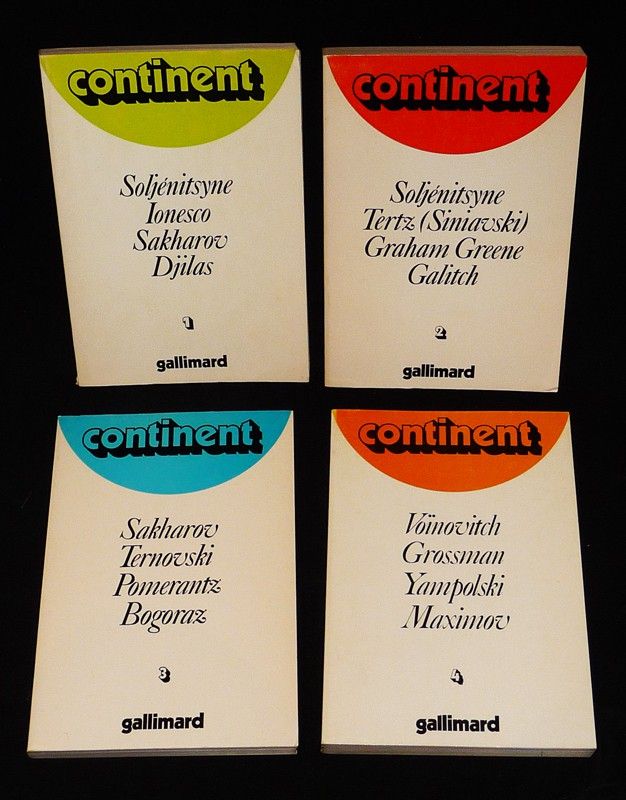 continent
Soljénitsyne
Ionesco
Sakharov
Djilas
1
gallimard
continent
Soljénitsyne
Tertz (Siniavski)
Graham Greene
Galitch
2
gallimard
continent
Sakharov
Ternovski
Pomerantz
Bogoraz
3
gallimard
continent
Voïnovitch
Grossman
Yampolski
Maximov
4
gallimard